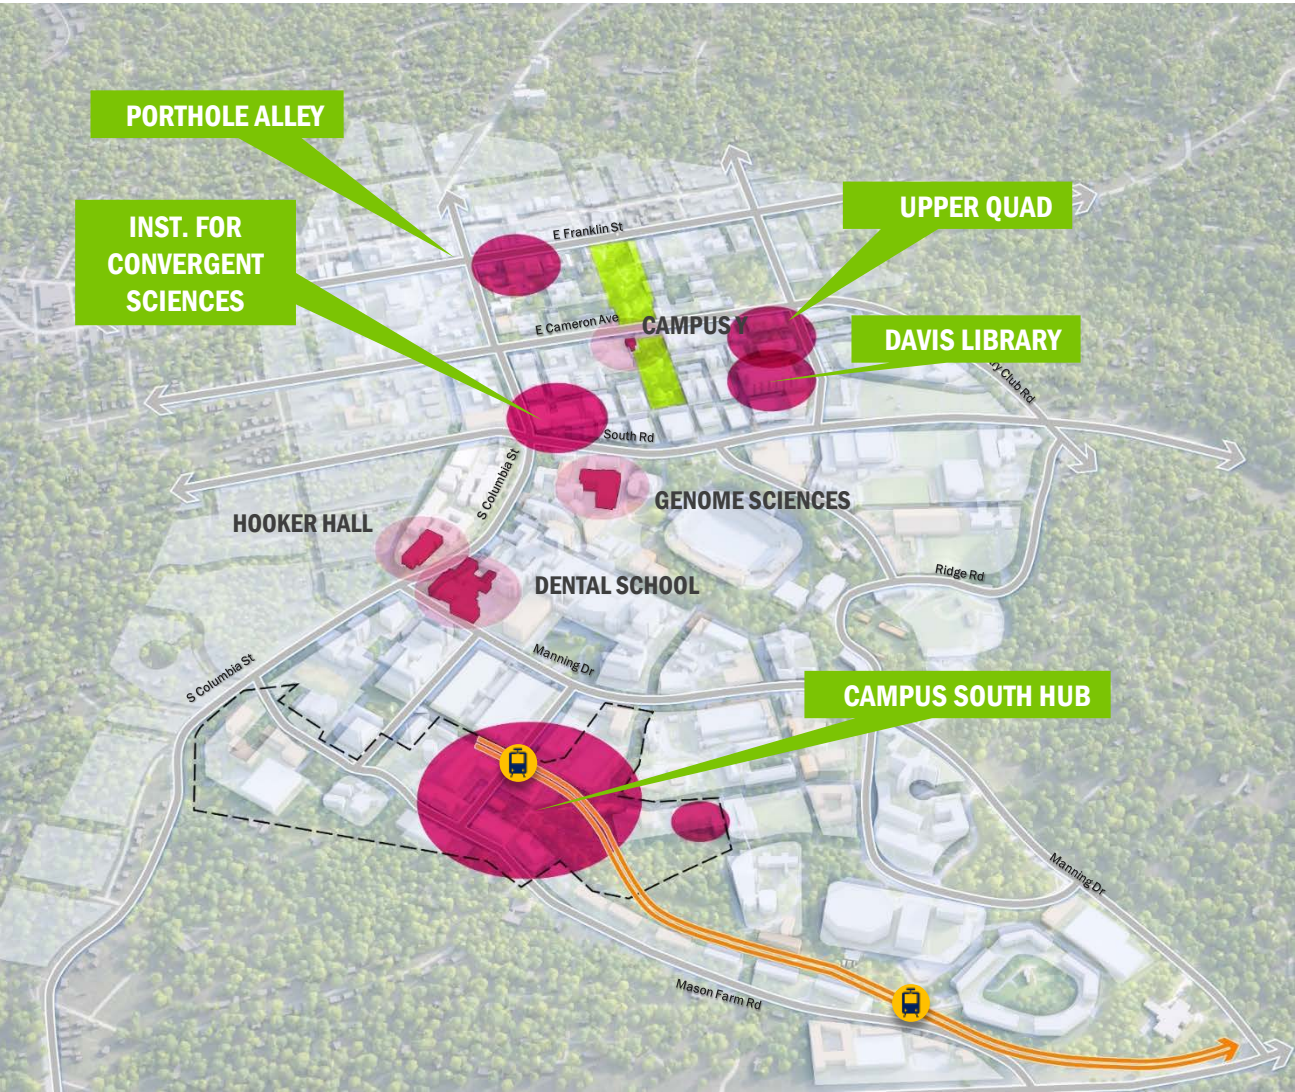 PORTHOLE ALLEY
UPPER QUAD
INST. FOR
CONVERGENT
SCIENCES
E Franklin St
E Cameron Ave
CAMPUS Y
DAVIS LIBRARY
Club Rd
South Rd
S Columbia St
GENOME SCIENCES
HOOKER HALL
Ridge Rd
DENTAL SCHOOL
Manning Dr
S Columbia St
CAMPUS SOUTH HUB
Manning Dr
Mason Farm Rd